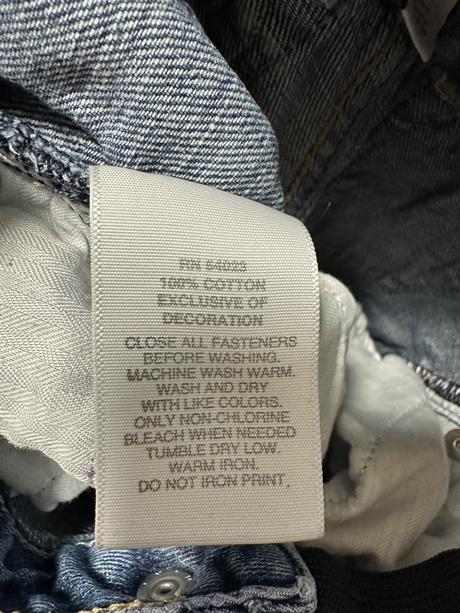 RN 54023
100% COTTON
EXCLUSIVE OF
DECORATION
CLOSE ALL FASTENERS
BEFORE WASHING.
MACHINE WASH WARM.
WASH AND DRY
WITH LIKE COLORS.
ONLY NON-CHLORINE
BLEACH WHEN NEEDED
TUMBLE DRY LOW.
WARM IRON.
DO NOT IRON PRINT.